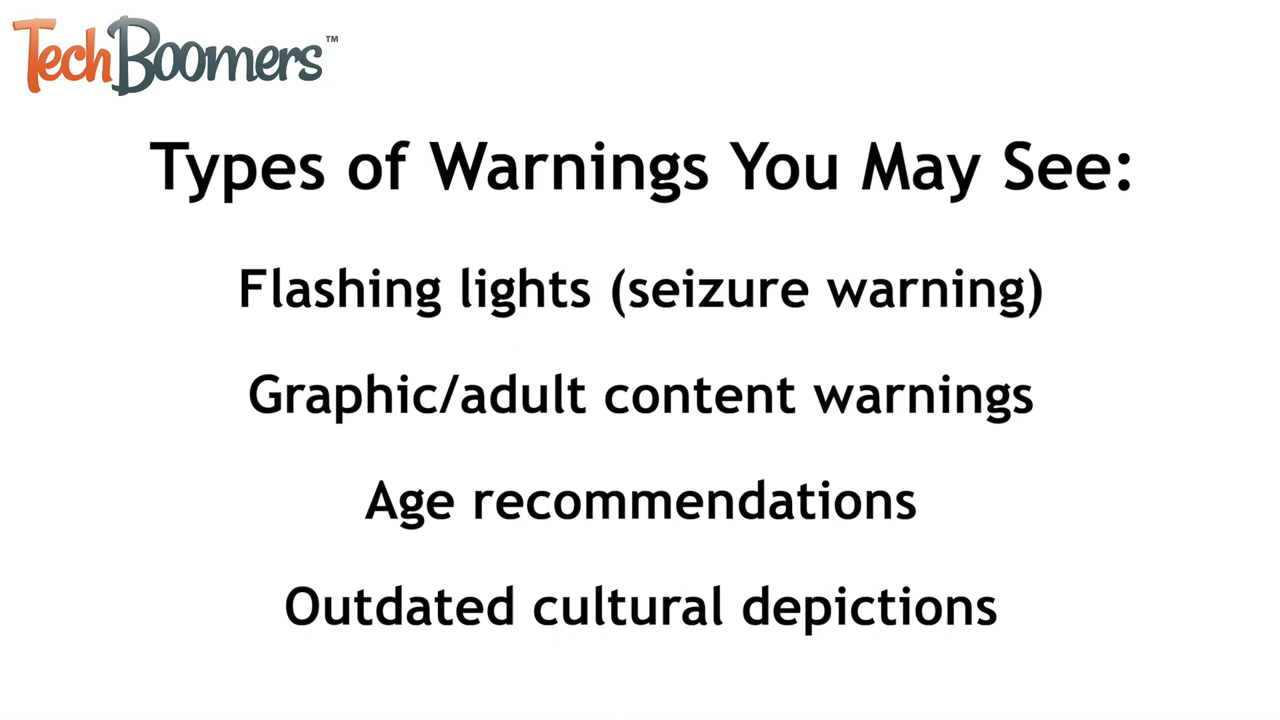 TechBoomers™
Types of Warnings You May See:
Flashing lights (seizure warning)
Graphic/adult content warnings
Age recommendations
Outdated cultural depictions